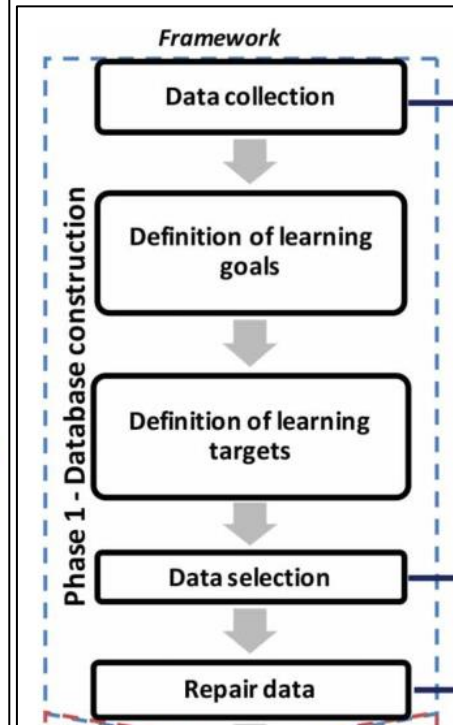 Framework
Data collection
Definition of learning
goals
Definition of learning
targets
Data selection
Repair data
Phase 1 - Database construction